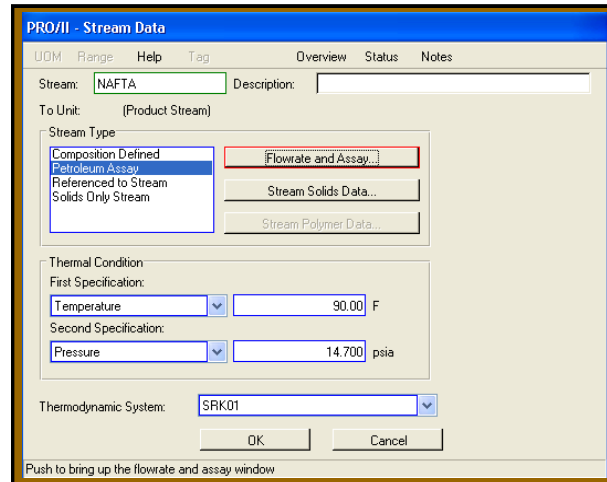 PRO/II - Stream Data
UOM Range Help Tag Overview Status Notes
Stream: NAFTA Description:
To Unit: (Product Stream)
Stream Type
Composition Defined
Petroleum Assay
Referenced to Stream
Solids Only Stream
Flowrate and Assay...
Stream Solids Data...
Stream Polymer Data...
Thermal Condition
First Specification:
Temperature 90.00 F
Second Specification:
Pressure 14.700 psia
Thermodynamic System: SRK01
OK Cancel
Push to bring up the flowrate and assay window